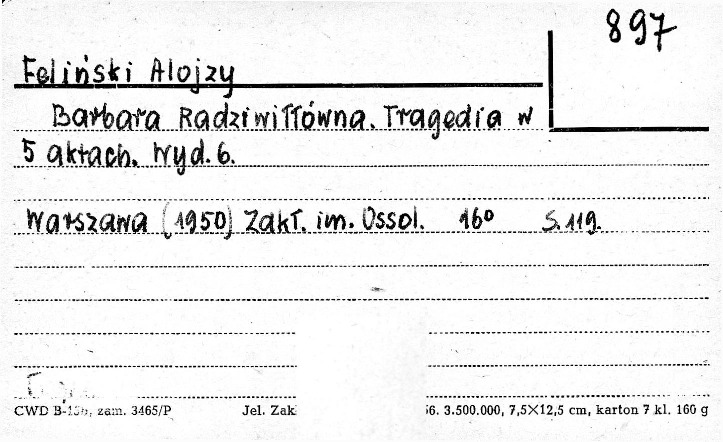 897
Feliński Alojzy
Barbara Radziwiłłówna. Tragedia w
5 aktach. Wyd. 6.
Warszawa (1950) Zakł. im. Ossol. 16° S. 119.
CWD B-15b, zam. 3465/P Jel. Zakł 56. 3.500.000, 7,5×12,5 cm, karton 7 kl. 160 g